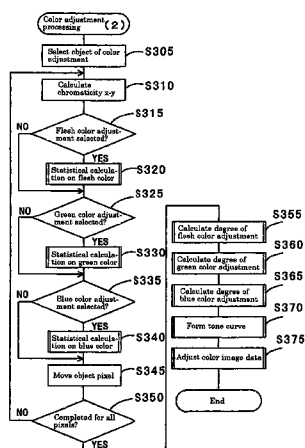 Color adjustment
processing (2)
Select object of color
adjustment
S305
Calculate
chromaticity x-y
S310
S315
Flesh color adjust-
ment selected?
NO
YES
S320
Statistical calcula-
tion on flesh color
S325
Green color adjust-
ment selected?
NO
YES
S330
Statistical calcula-
tion on green color
S335
Blue color adjust-
ment selected?
NO
YES
S340
Statistical calcula-
tion on blue color
S345
Move object pixel
S350
Completed for all
pixels?
NO
YES
S355
Calculate degree of
flesh color adjustment
S360
Calculate degree of
green color adjustment
S365
Calculate degree of
blue color adjustment
S370
Form tone curve
S375
Adjust color image data
End